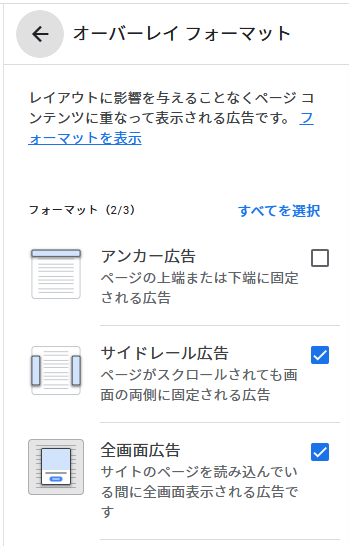 オーバーレイ フォーマット
レイアウトに影響を与えることなくページ コ
ンテンツに重なって表示される広告です。 フ
ォーマットを表示
フォーマット（2/3） すべてを選択
アンカー広告
ページの上端または下端に固定
される広告
サイドレール広告
ページがスクロールされても画
面の両側に固定される広告
全画面広告
サイトのページを読み込んでい
る間に全画面表示される広告で
す